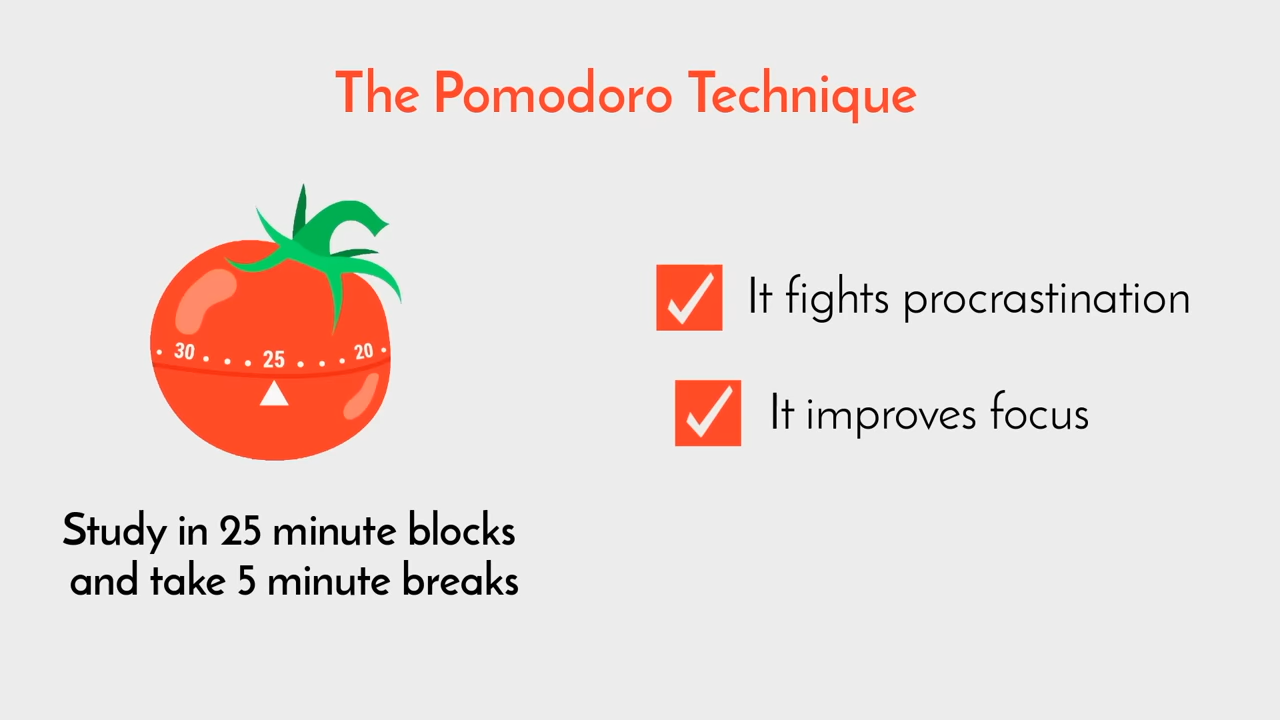 The Pomodoro Technique
30 25 20
Study in 25 minute blocks
and take 5 minute breaks
It fights procrastination
It improves focus